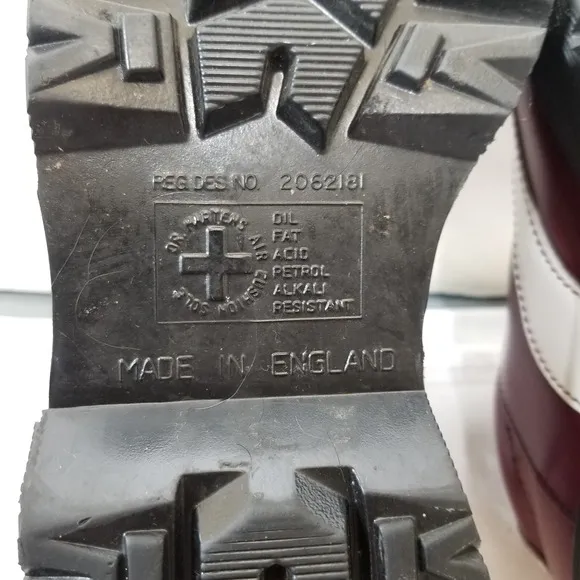 REG. DES. NO. 2062181
DR. MARTENS AIR CUSHION SOLE
OIL
FAT
ACID
PETROL
ALKALI
RESISTANT
MADE IN ENGLAND